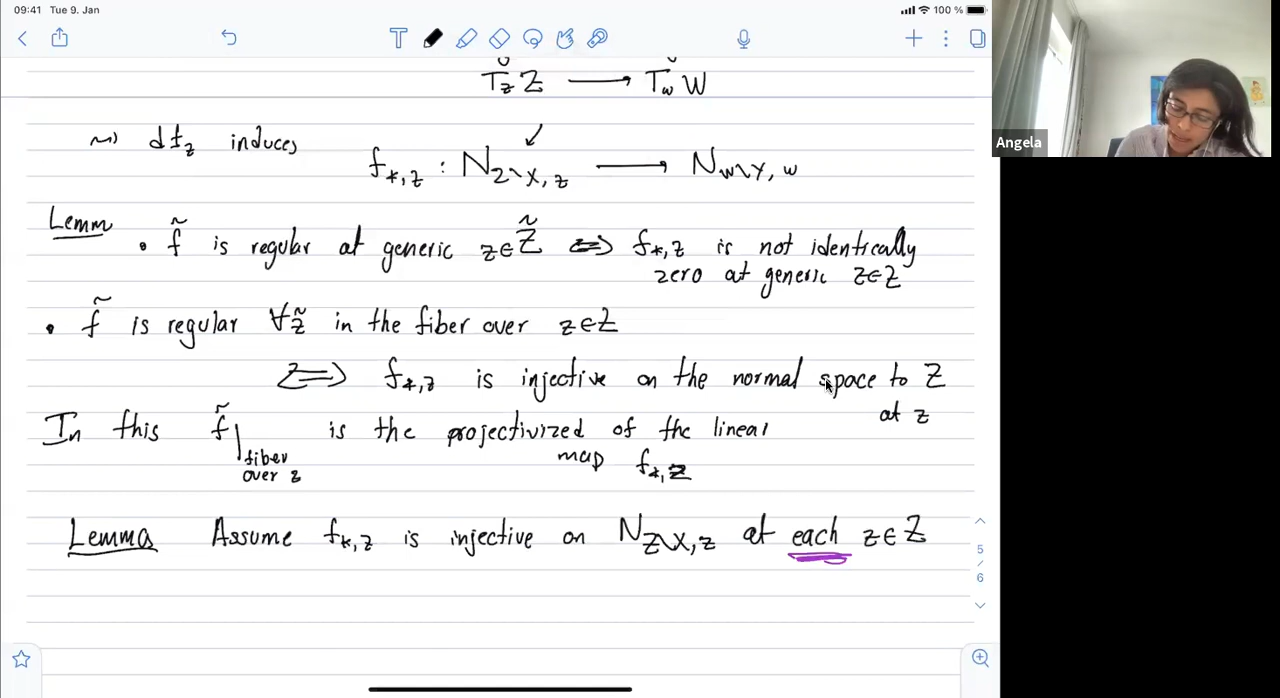 09:41 Tue 9. Jan
100 %
T_z Z ⟶ T_w W
⇝ df_z induces
f_{*,z} : N_{Z\X, z} ⟶ N_{W\Y, w}
Lemm
• f̃ is regular at generic z ∈ Z̃ ⟺ f_{*,z} is not identically
zero at generic z∈Z
• f̃ is regular ∀ z̃ in the fiber over z∈Z
⟺ f_{*,z} is injective on the normal space to Z
at z
In this f̃| is the projectivized of the linear
fiber over z
map f_{*,z}
Lemma Assume f_{*,z} is injective on N_{Z\X,z} at each z∈Z
5
/
6
Angela